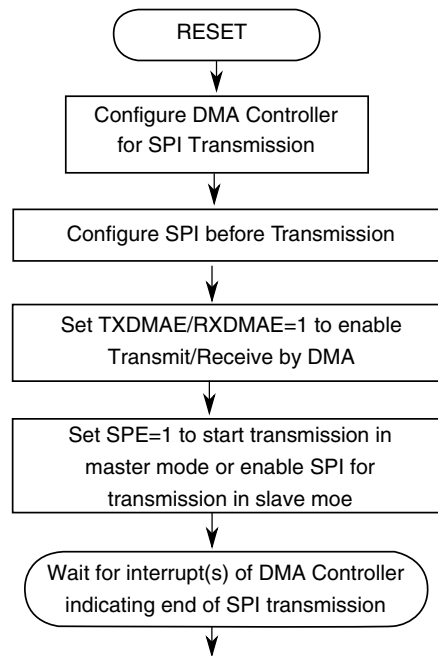 RESET
Configure DMA Controller
for SPI Transmission
Configure SPI before Transmission
Set TXDMAE/RXDMAE=1 to enable
Transmit/Receive by DMA
Set SPE=1 to start transmission in
master mode or enable SPI for
transmission in slave moe
Wait for interrupt(s) of DMA Controller
indicating end of SPI transmission